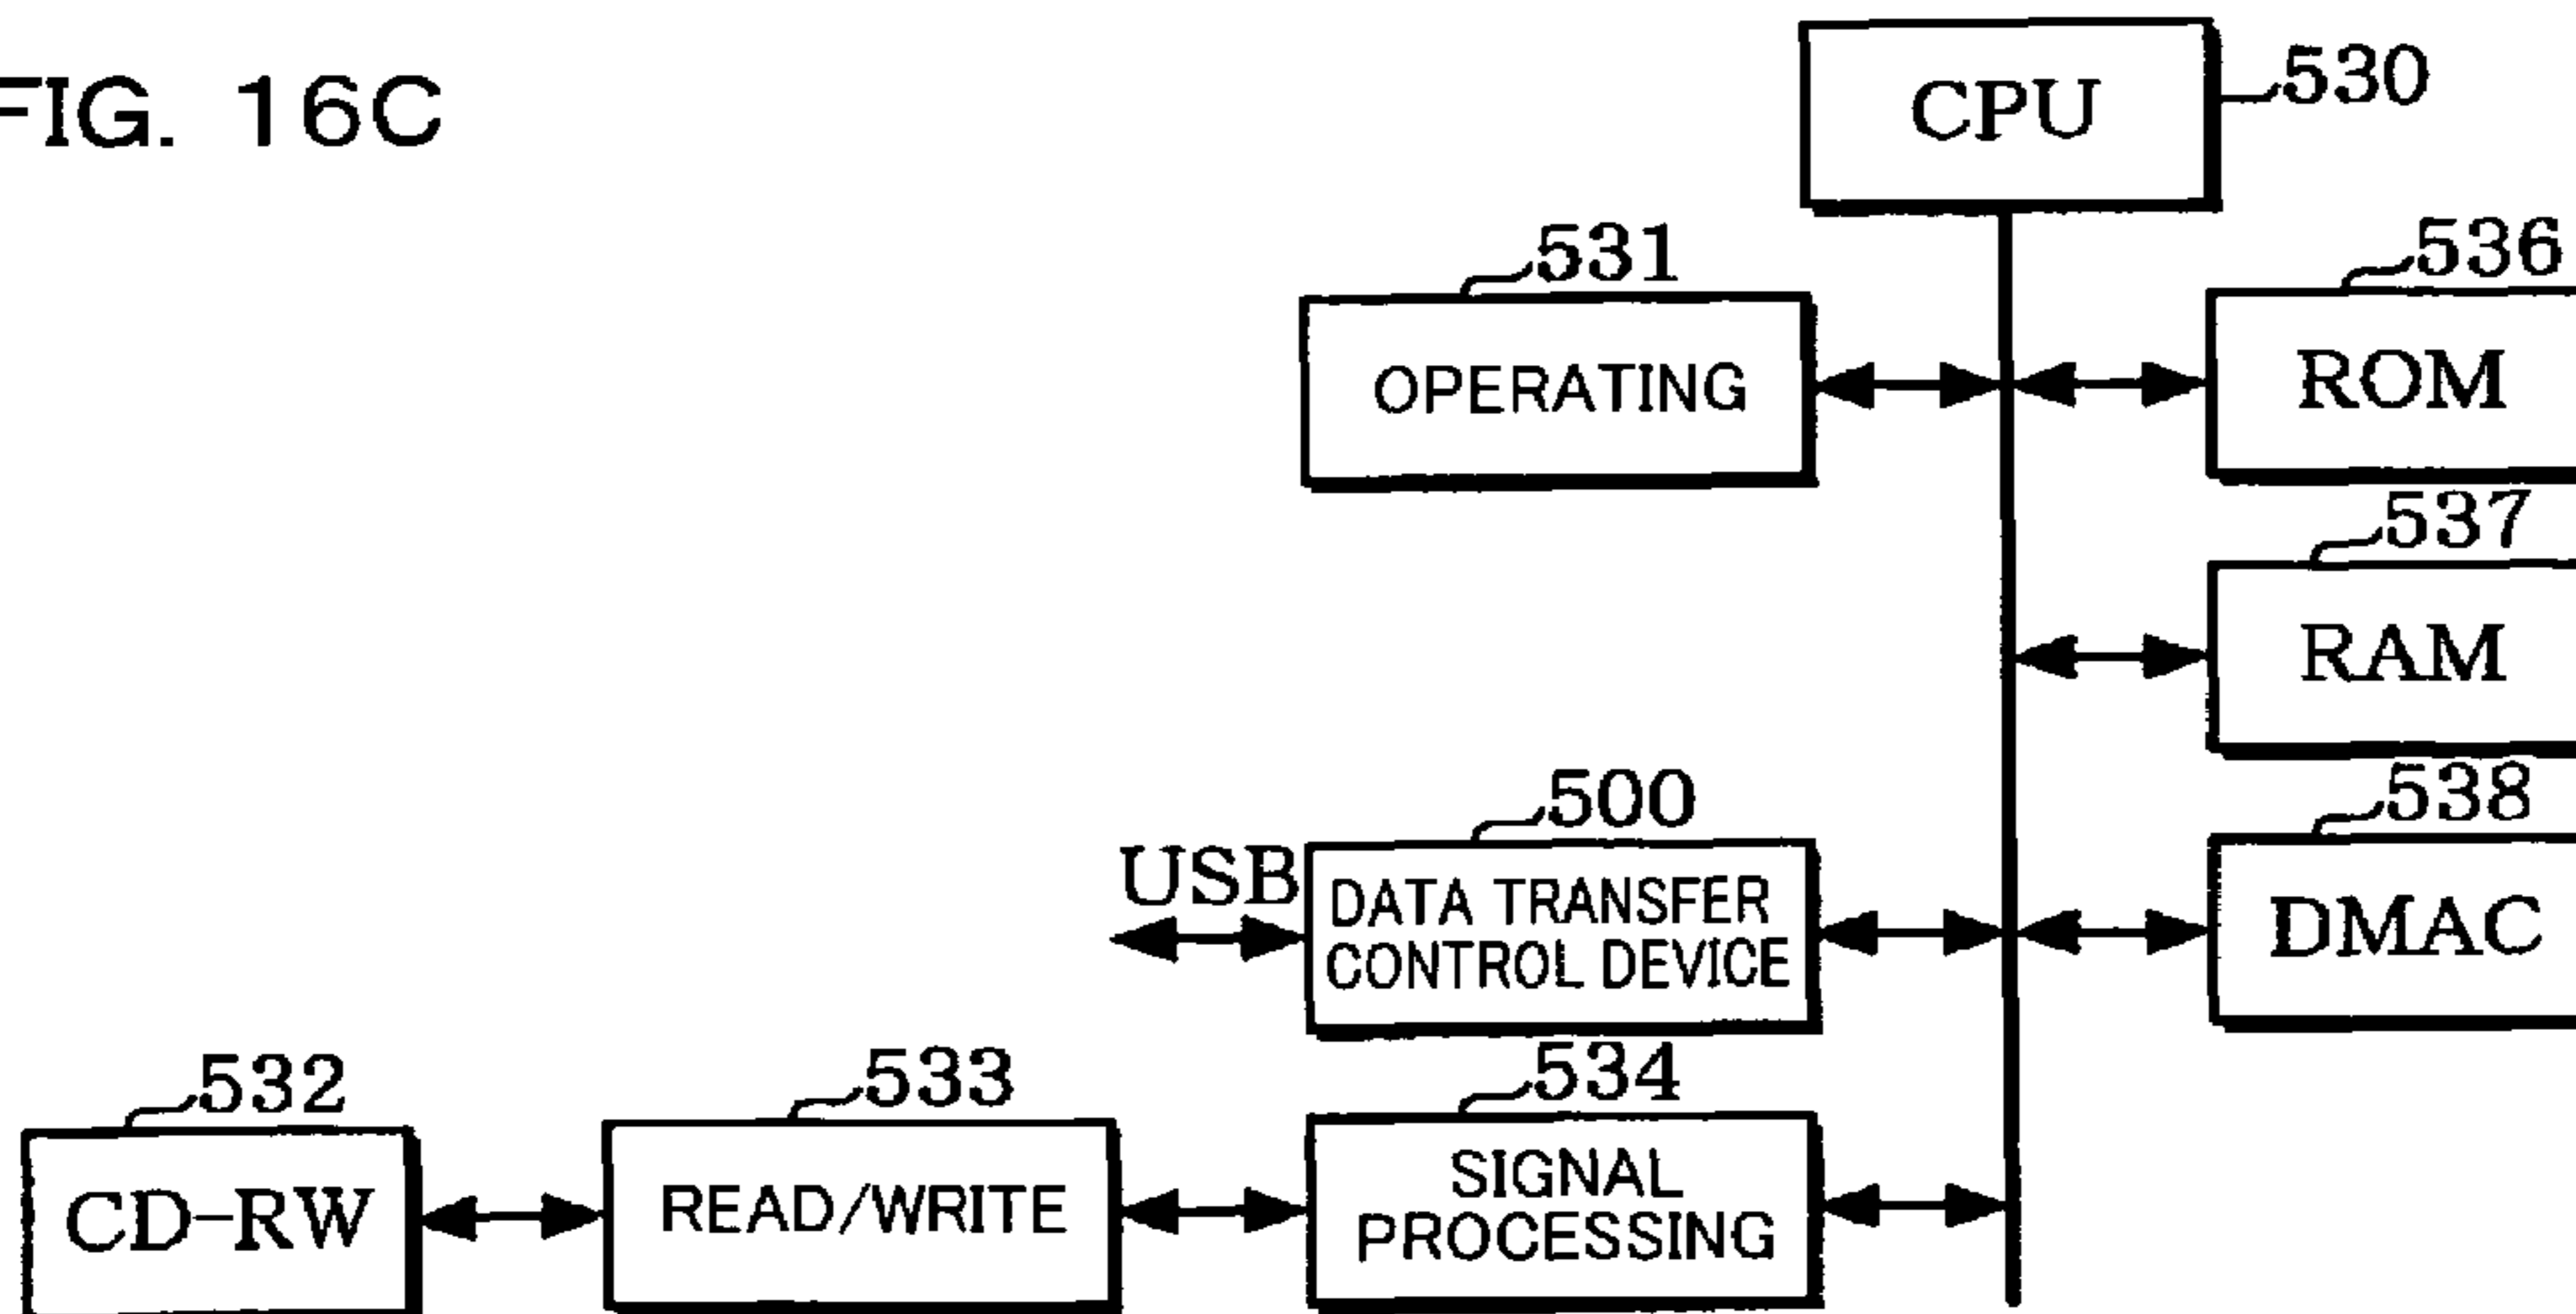 FIG. 16C
CPU
530
531
OPERATING
536
ROM
537
RAM
500
USB
DATA TRANSFER
CONTROL DEVICE
538
DMAC
532
CD-RW
533
READ/WRITE
534
SIGNAL
PROCESSING